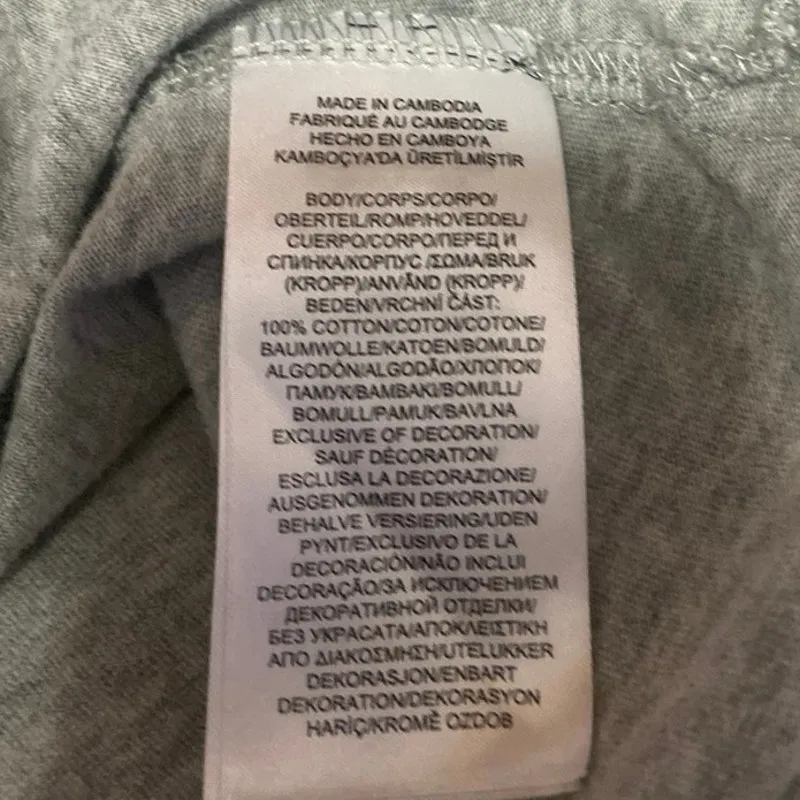 MADE IN CAMBODIA
FABRIQUÉ AU CAMBODGE
HECHO EN CAMBOYA
KAMBOÇYA'DA ÜRETİLMİŞTİR
BODY/CORPS/CORPO/
OBERTEIL/ROMP/HOVEDDEL/
CUERPO/CORPO/ПЕРЕД И
СПИНКА/КОРПУС /ΣΩΜΑ/BRUK
(KROPP)/ANVÄND (KROPP)/
BEDEN/VRCHNÍ ČÁST:
100% COTTON/COTON/COTONE/
BAUMWOLLE/KATOEN/BOMULD/
ALGODÓN/ALGODÃO/ХЛОПОК/
ПАМУК/ΒΑΜΒΑΚΙ/BOMULL/
BOMULL/PAMUK/BAVLNA
EXCLUSIVE OF DECORATION/
SAUF DÉCORATION/
ESCLUSA LA DECORAZIONE/
AUSGENOMMEN DEKORATION/
BEHALVE VERSIERING/UDEN
PYNT/EXCLUSIVO DE LA
DECORACIÓN/NÃO INCLUI
DECORAÇÃO/ЗА ИСКЛЮЧЕНИЕМ
ДЕКОРАТИВНОЙ ОТДЕЛКИ/
БЕЗ УКРАСАТА/ΑΠΟΚΛΕΙΣΤΙΚΗ
ΑΠΟ ΔΙΑΚΟΣΜΗΣΗ/UTELUKKER
DEKORASJON/ENBART
DEKORATION/DEKORASYON
HARİÇ/KROMĚ OZDOB